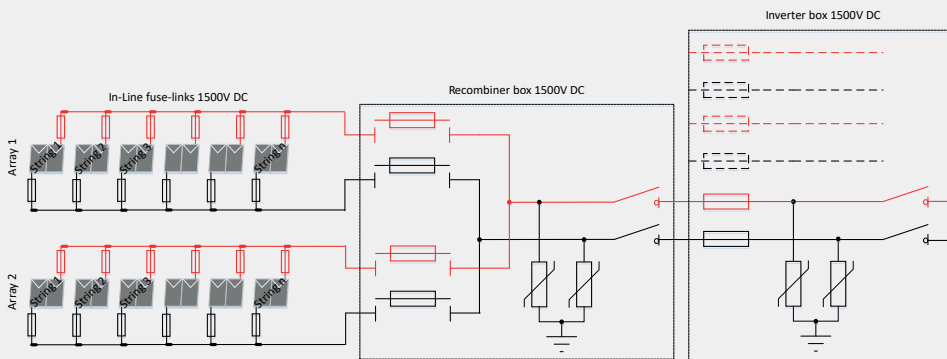 Inverter box 1500V DC
In-Line fuse-links 1500V DC
Recombiner box 1500V DC
Array 1
String 1
String 2
String 3
String n
Array 2
String 1
String 2
String 3
String n